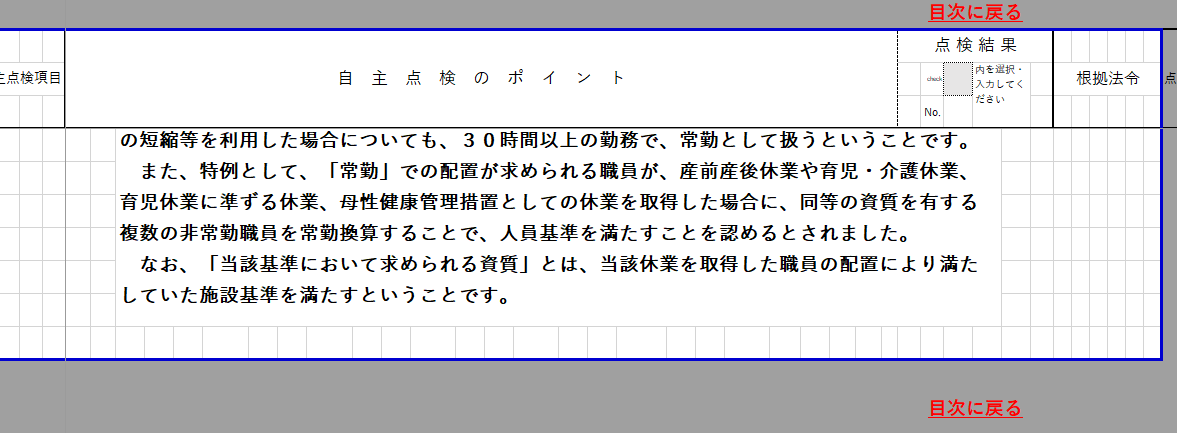 目次に戻る
主点検項目
自主点検のポイント
点検結果
check
内を選択・
入力してく
ださい
No.
根拠法令
点
の短縮等を利用した場合についても、３０時間以上の勤務で、常勤として扱うということです。
また、特例として、「常勤」での配置が求められる職員が、産前産後休業や育児・介護休業、
育児休業に準ずる休業、母性健康管理措置としての休業を取得した場合に、同等の資質を有する
複数の非常勤職員を常勤換算することで、人員基準を満たすことを認めるとされました。
なお、「当該基準において求められる資質」とは、当該休業を取得した職員の配置により満た
していた施設基準を満たすということです。
目次に戻る